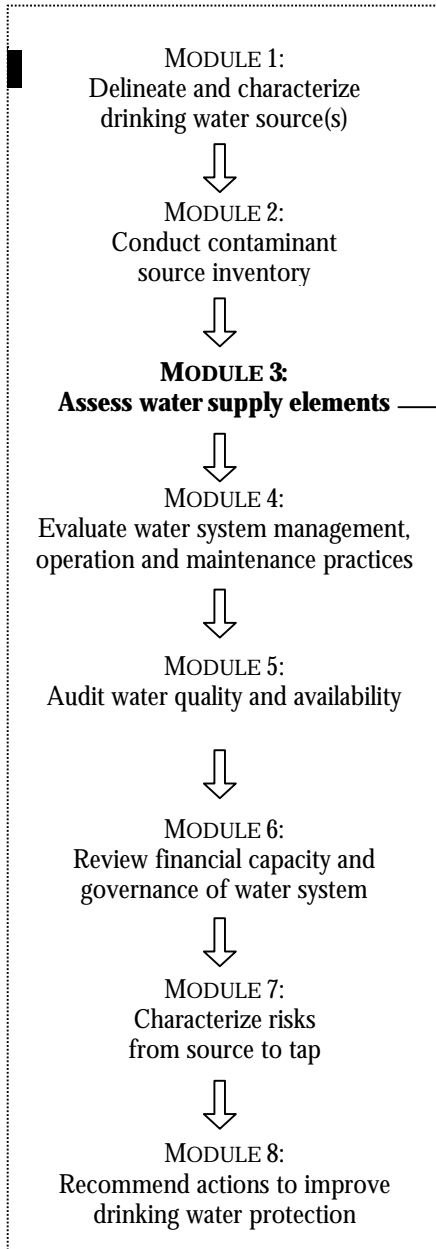 MODULE 1:
Delineate and characterize
drinking water source(s)
MODULE 2:
Conduct contaminant
source inventory
MODULE 3:
Assess water supply elements
MODULE 4:
Evaluate water system management,
operation and maintenance practices
MODULE 5:
Audit water quality and availability
MODULE 6:
Review financial capacity and
governance of water system
MODULE 7:
Characterize risks
from source to tap
MODULE 8:
Recommend actions to improve
drinking water protection